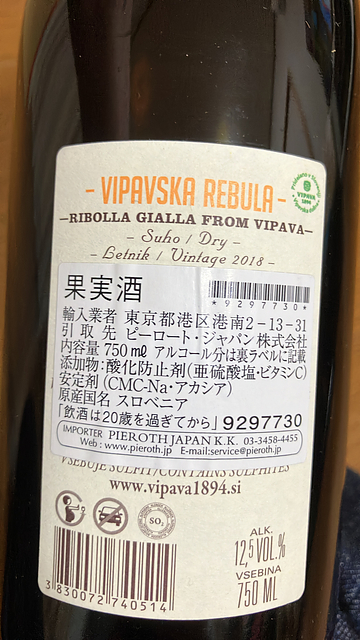 - VIPAVSKA REBULA -
VIPAVA
1894
-RIBOLLA GIALLA FROM VIPAVA-
- Suho / Dry -
- Letnik / Vintage 2018 -
果実酒
*9297730*
輸入業者 東京都港区港南2-13-31
引取先 ピーロート・ジャパン株式会社
内容量 750㎖ アルコール分は裏ラベルに記載
添加物:酸化防止剤(亜硫酸塩・ビタミンC)
安定剤(CMC-Na・アカシア)
原産国名 スロベニア
「飲酒は20歳を過ぎてから」 9297730
IMPORTER PIEROTH JAPAN K.K. 03-3458-4455
Web : www.pieroth.jp E-mail:service@pieroth.jp
VSEBUJE SULFIT/CONTAINS SULPHITES
www.vipava1894.si
SO₂
ALK.
12,5 VOL.%
VSEBINA
750 ML
3 830072 740514